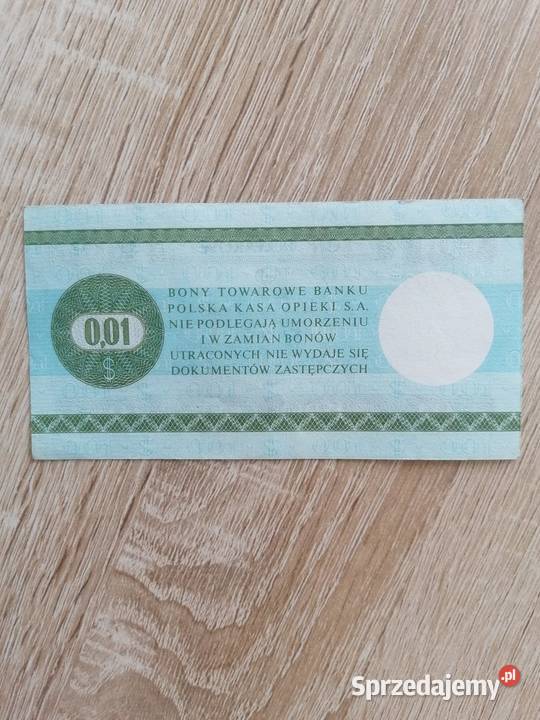 BONY TOWAROWE BANKU
POLSKA KASA OPIEKI S.A.
NIE PODLEGAJĄ UMORZENIU
I W ZAMIAN BONÓW
UTRACONYCH NIE WYDAJE SIĘ
DOKUMENTÓW ZASTĘPCZYCH
0,01
$
Sprzedajemy.pl